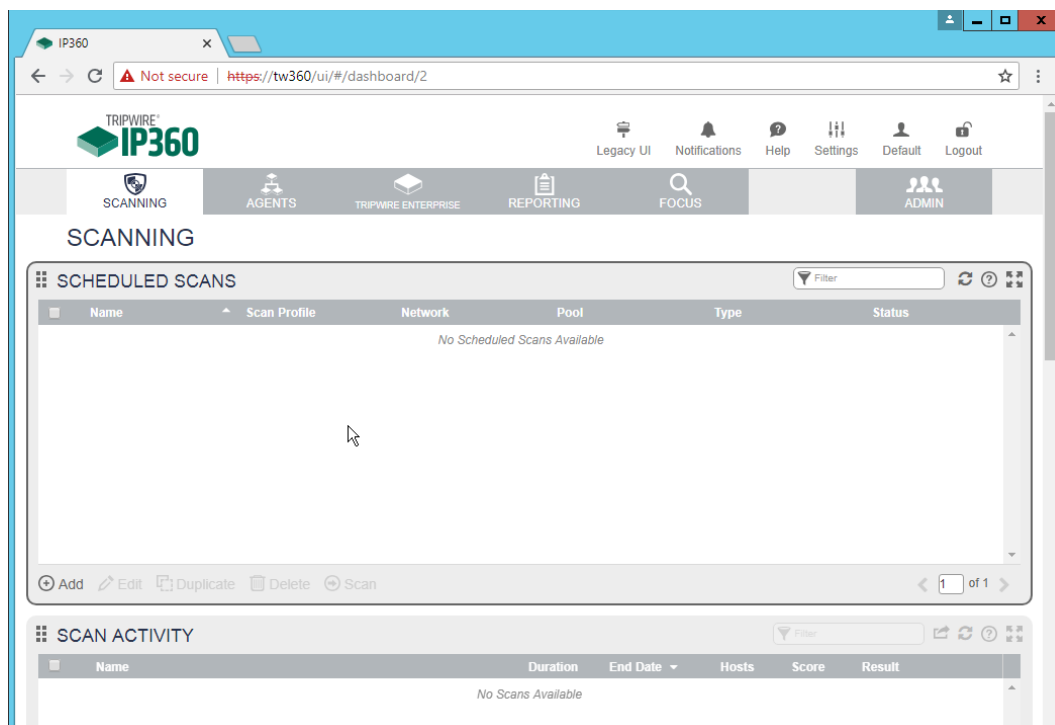 IP360
Not secure | https://tw360/ui/#/dashboard/2
TRIPWIRE®
IP360
Legacy UI Notifications Help Settings Default Logout
SCANNING AGENTS TRIPWIRE ENTERPRISE REPORTING FOCUS ADMIN
SCANNING
SCHEDULED SCANS Filter
Name Scan Profile Network Pool Type Status
No Scheduled Scans Available
Add Edit Duplicate Delete Scan 1 of 1
SCAN ACTIVITY Filter
Name Duration End Date Hosts Score Result
No Scans Available